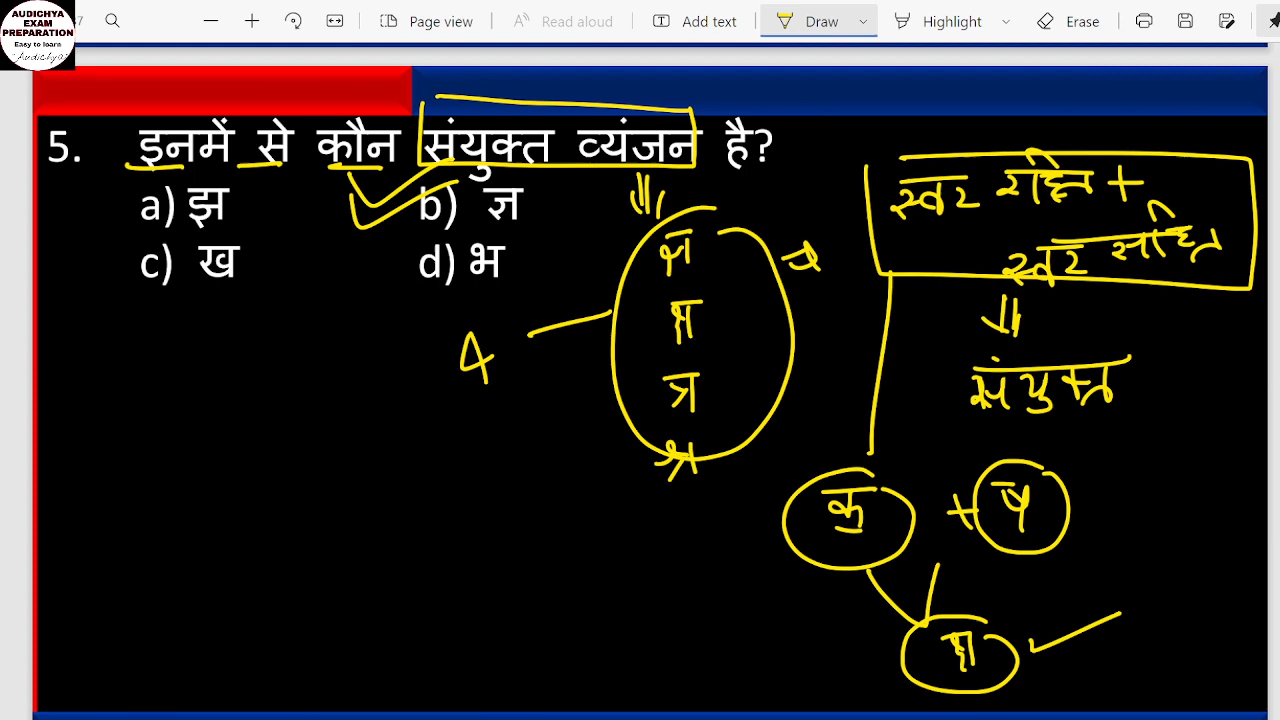 AUDICHYA
EXAM
PREPARATION
Easy to learn
47
Page view
Read aloud
Add text
Draw
Highlight
Erase
5. इनमें से कौन संयुक्त व्यंजन है?
a) झ b) ज्ञ
c) ख d) भ
स्वर रहित +
स्वर सहित
संयुक्त
त्र
श्र
4
+ ष